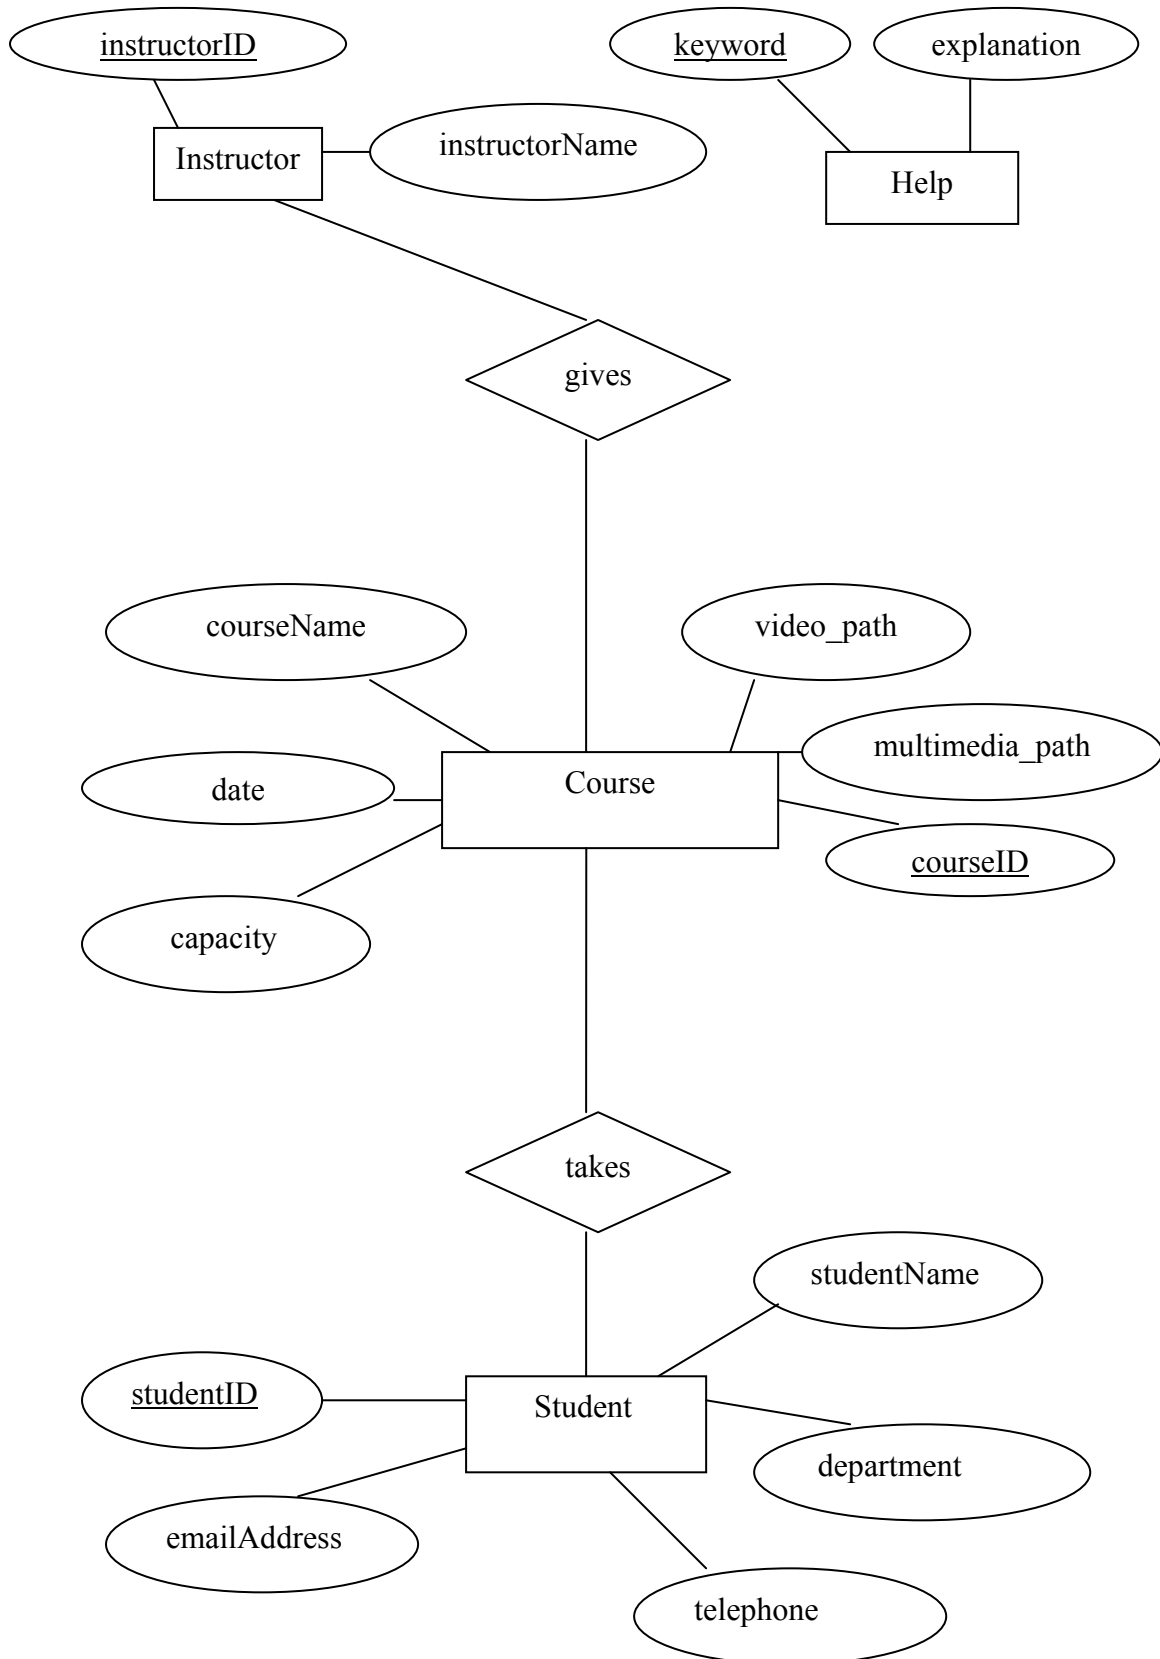 instructorID
keyword
explanation
Instructor
instructorName
Help
gives
courseName
video_path
multimedia_path
date
Course
courseID
capacity
takes
studentName
studentID
Student
department
emailAddress
telephone